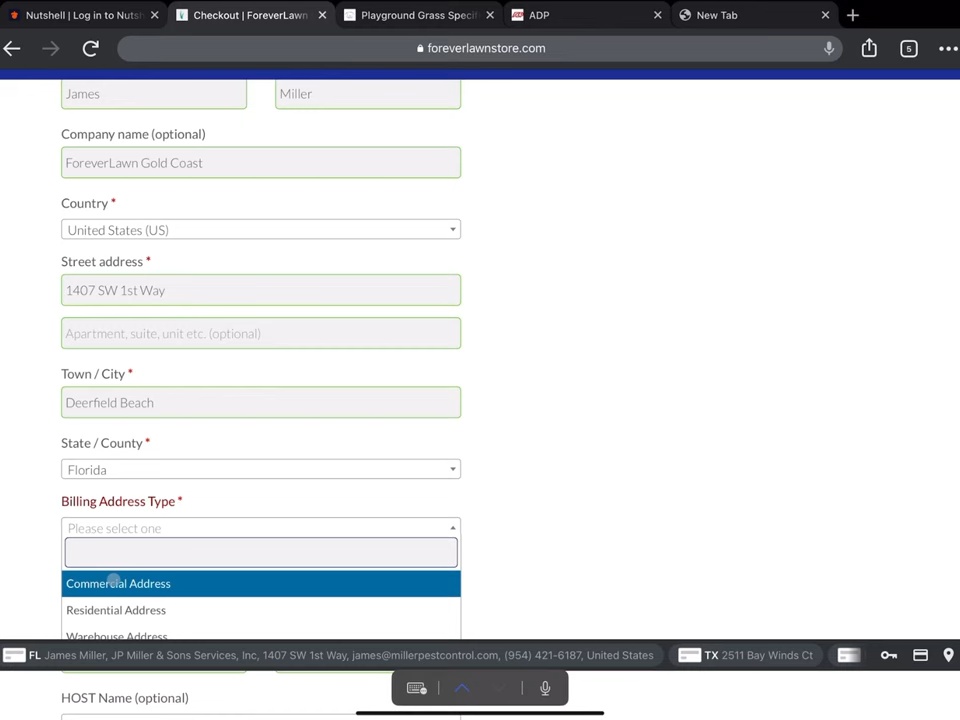 Nutshell | Log in to Nutsh
Checkout | ForeverLawn
Playground Grass Specif
ADP
New Tab
foreverlawnstore.com
5
James
Miller
Company name (optional)
ForeverLawn Gold Coast
Country *
United States (US)
Street address *
1407 SW 1st Way
Apartment, suite, unit etc. (optional)
Town / City *
Deerfield Beach
State / County *
Florida
Billing Address Type *
Please select one
Commercial Address
Residential Address
Warehouse Address
FL James Miller, JP Miller & Sons Services, Inc, 1407 SW 1st Way, james@millerpestcontrol.com, (954) 421-6187, United States
TX 2511 Bay Winds Ct
HOST Name (optional)